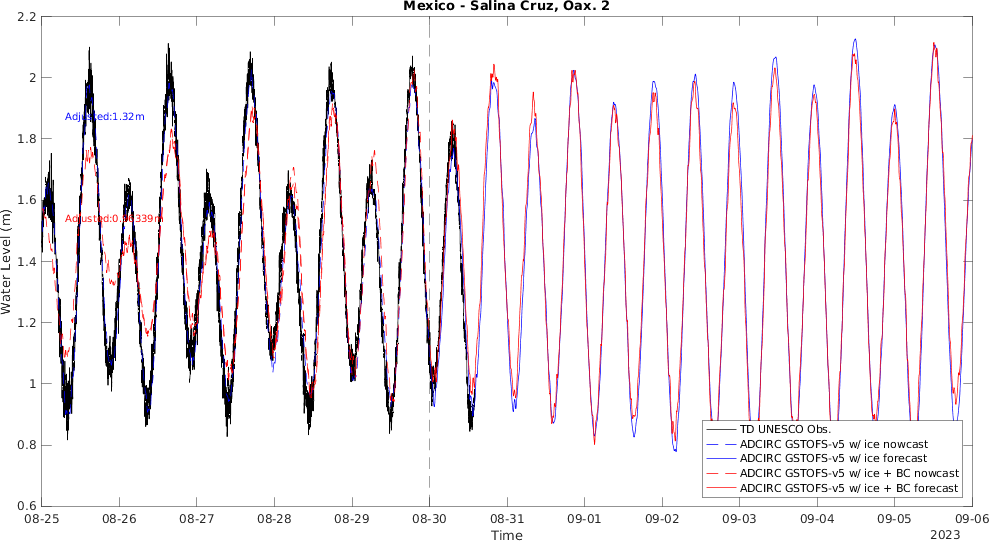 Mexico - Salina Cruz, Oax. 2
2.2
2
1.8
1.6
1.4
1.2
1
0.8
0.6
Water Level (m)
Adjusted:1.32m
TD UNESCO Obs.
ADCIRC GSTOFS-v5 w/ ice nowcast
ADCIRC GSTOFS-v5 w/ ice forecast
ADCIRC GSTOFS-v5 w/ ice + BC nowcast
ADCIRC GSTOFS-v5 w/ ice + BC forecast
08-25 08-26 08-27 08-28 08-29 08-30 08-31 09-01 09-02 09-03 09-04 09-05 09-06
Time
2023